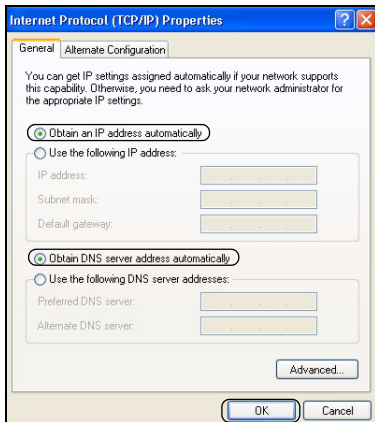 Internet Protocol (TCP/IP) Properties
General Alternate Configuration
You can get IP settings assigned automatically if your network supports
this capability. Otherwise, you need to ask your network administrator for
the appropriate IP settings.
Obtain an IP address automatically
Use the following IP address:
IP address:
Subnet mask:
Default gateway:
Obtain DNS server address automatically
Use the following DNS server addresses:
Preferred DNS server:
Alternate DNS server:
Advanced...
OK Cancel